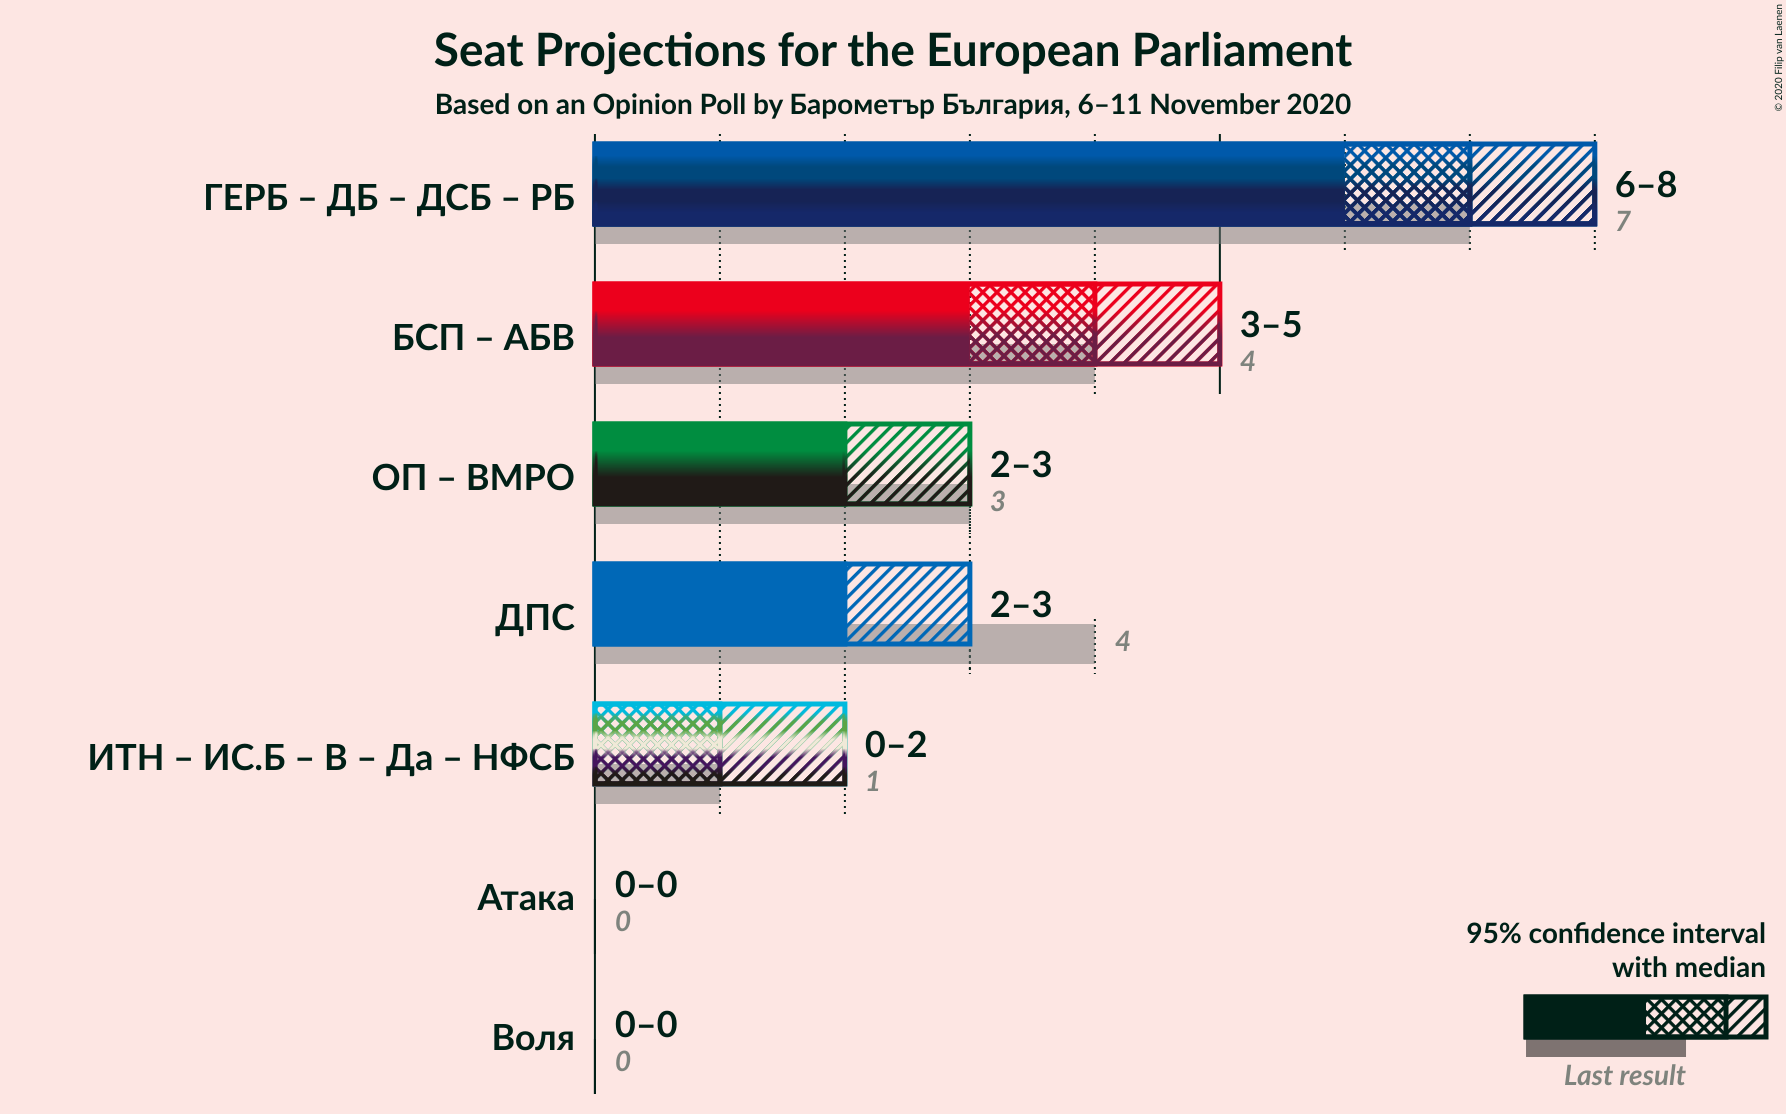 Seat Projections for the European Parliament
Based on an Opinion Poll by Барометър България, 6–11 November 2020
© 2020 Filip van Laenen
ГЕРБ – ДБ – ДСБ – РБ
6–8
7
БСП – АБВ
3–5
4
ОП – ВМРО
2–3
3
ДПС
2–3
4
ИТН – ИС.Б – В – Да – НФСБ
0–2
1
Атака
0–0
0
Воля
0–0
0
95% confidence interval
with median
Last result